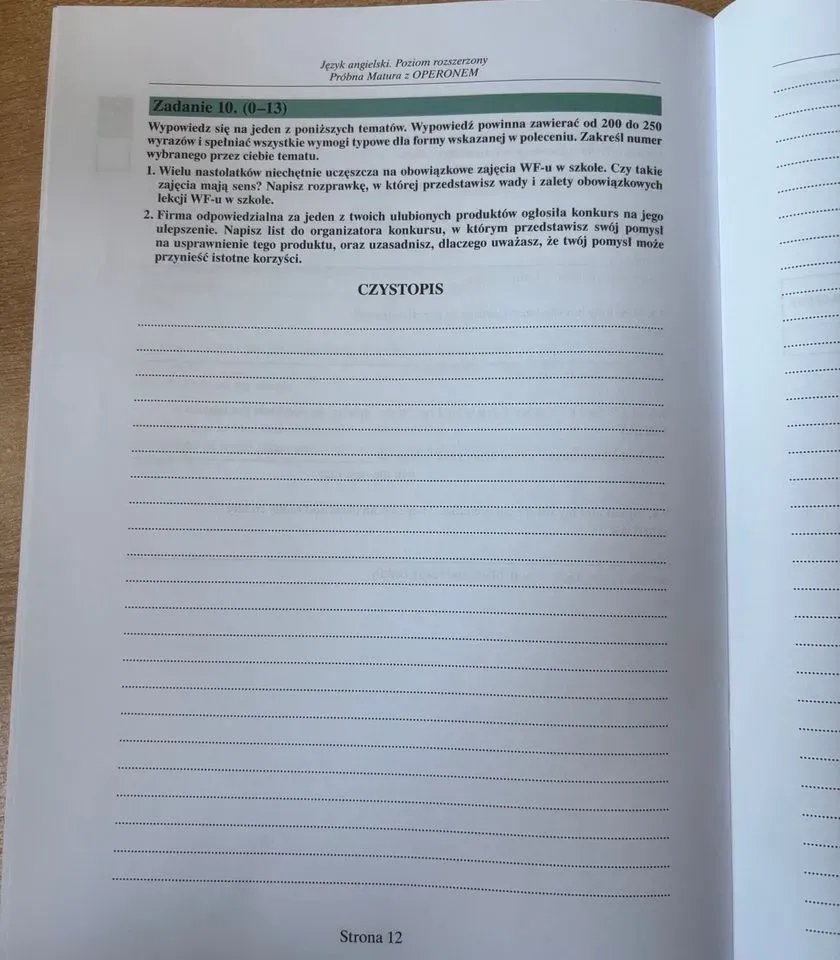 Język angielski. Poziom rozszerzony
Próbna Matura z OPERONEM
Zadanie 10. (0–13)
Wypowiedz się na jeden z poniższych tematów. Wypowiedź powinna zawierać od 200 do 250
wyrazów i spełniać wszystkie wymogi typowe dla formy wskazanej w poleceniu. Zakreśl numer
wybranego przez ciebie tematu.
1. Wielu nastolatków niechętnie uczęszcza na obowiązkowe zajęcia WF-u w szkole. Czy takie
zajęcia mają sens? Napisz rozprawkę, w której przedstawisz wady i zalety obowiązkowych
lekcji WF-u w szkole.
2. Firma odpowiedzialna za jeden z twoich ulubionych produktów ogłosiła konkurs na jego
ulepszenie. Napisz list do organizatora konkursu, w którym przedstawisz swój pomysł
na usprawnienie tego produktu, oraz uzasadnisz, dlaczego uważasz, że twój pomysł może
przynieść istotne korzyści.
CZYSTOPIS
Strona 12